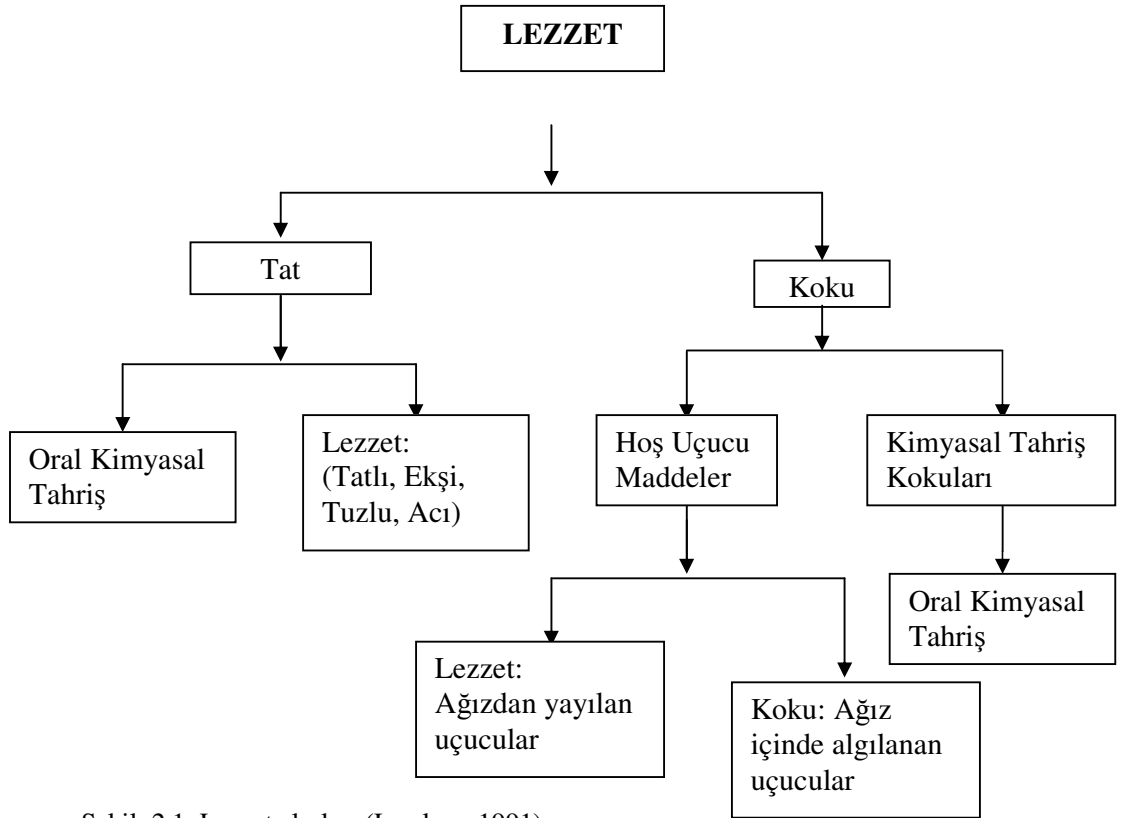 LEZZET
Tat
Koku
Oral Kimyasal
Tahriş
Lezzet:
(Tatlı, Ekşi,
Tuzlu, Acı)
Hoş Uçucu
Maddeler
Kimyasal Tahriş
Kokuları
Oral Kimyasal
Tahriş
Lezzet:
Ağızdan yayılan
uçucular
Koku: Ağız
içinde algılanan
uçucular